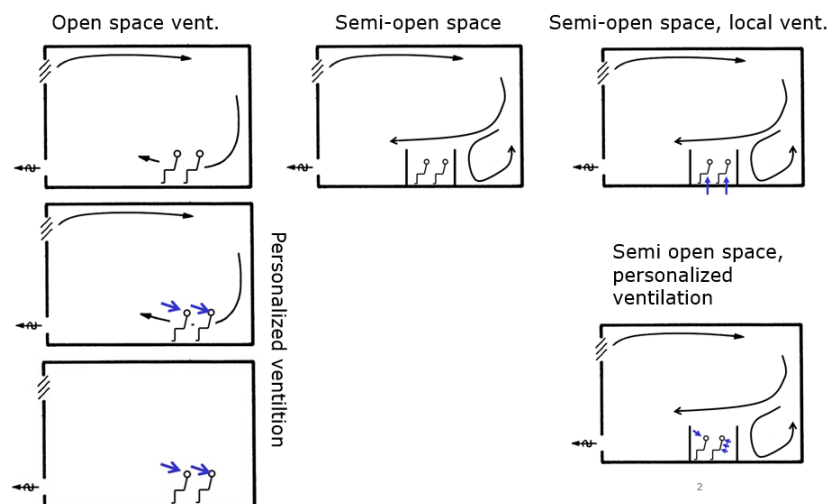 Open space vent.
Semi-open space
Semi-open space, local vent.
Personalized ventiltion
Semi open space,
personalized
ventilation
2